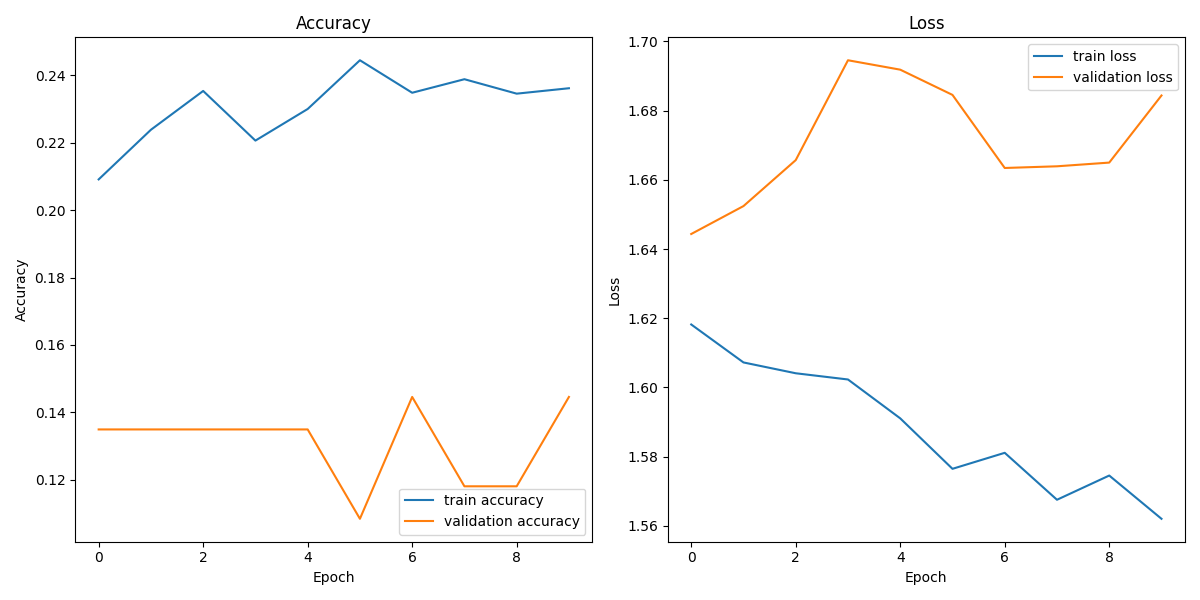 Accuracy
Accuracy
0.24
0.22
0.20
0.18
0.16
0.14
0.12
train accuracy
validation accuracy
0 2 4 6 8
Epoch
Loss
Loss
1.70
1.68
1.66
1.64
1.62
1.60
1.58
1.56
train loss
validation loss
0 2 4 6 8
Epoch